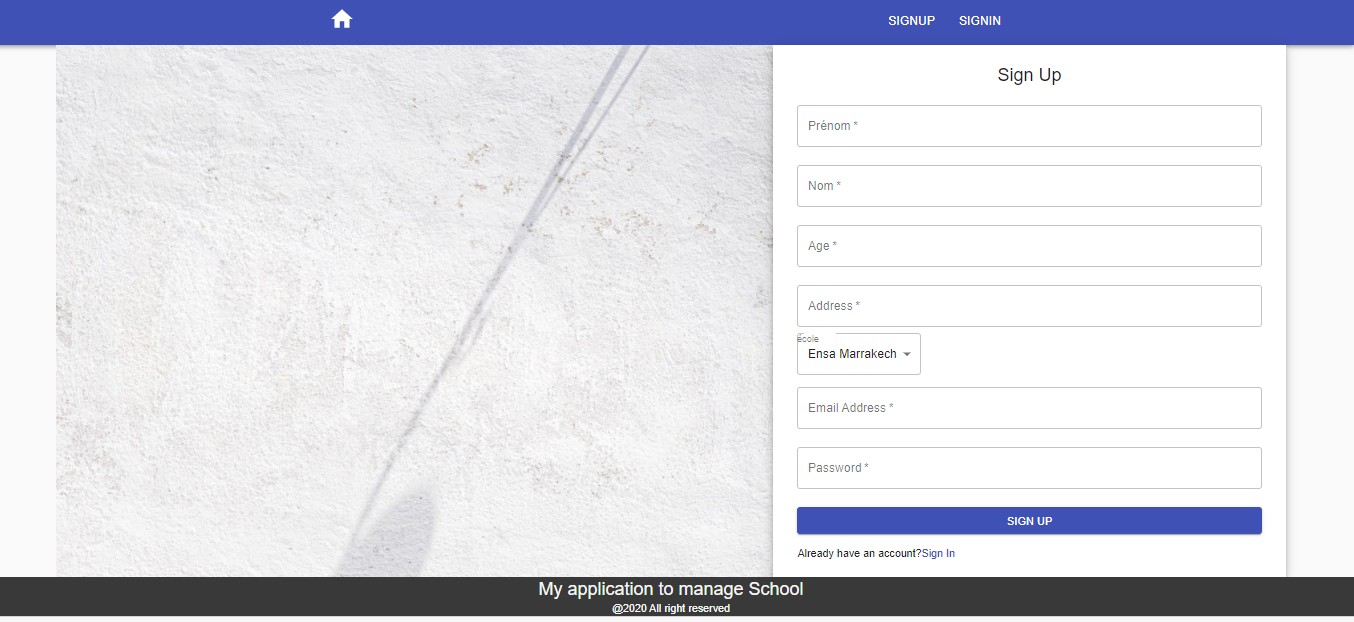 SIGNUP SIGNIN
Sign Up
Prénom *
Nom *
Age *
Address *
école
Ensa Marrakech
Email Address *
Password *
SIGN UP
Already have an account?Sign In
My application to manage School
@2020 All right reserved